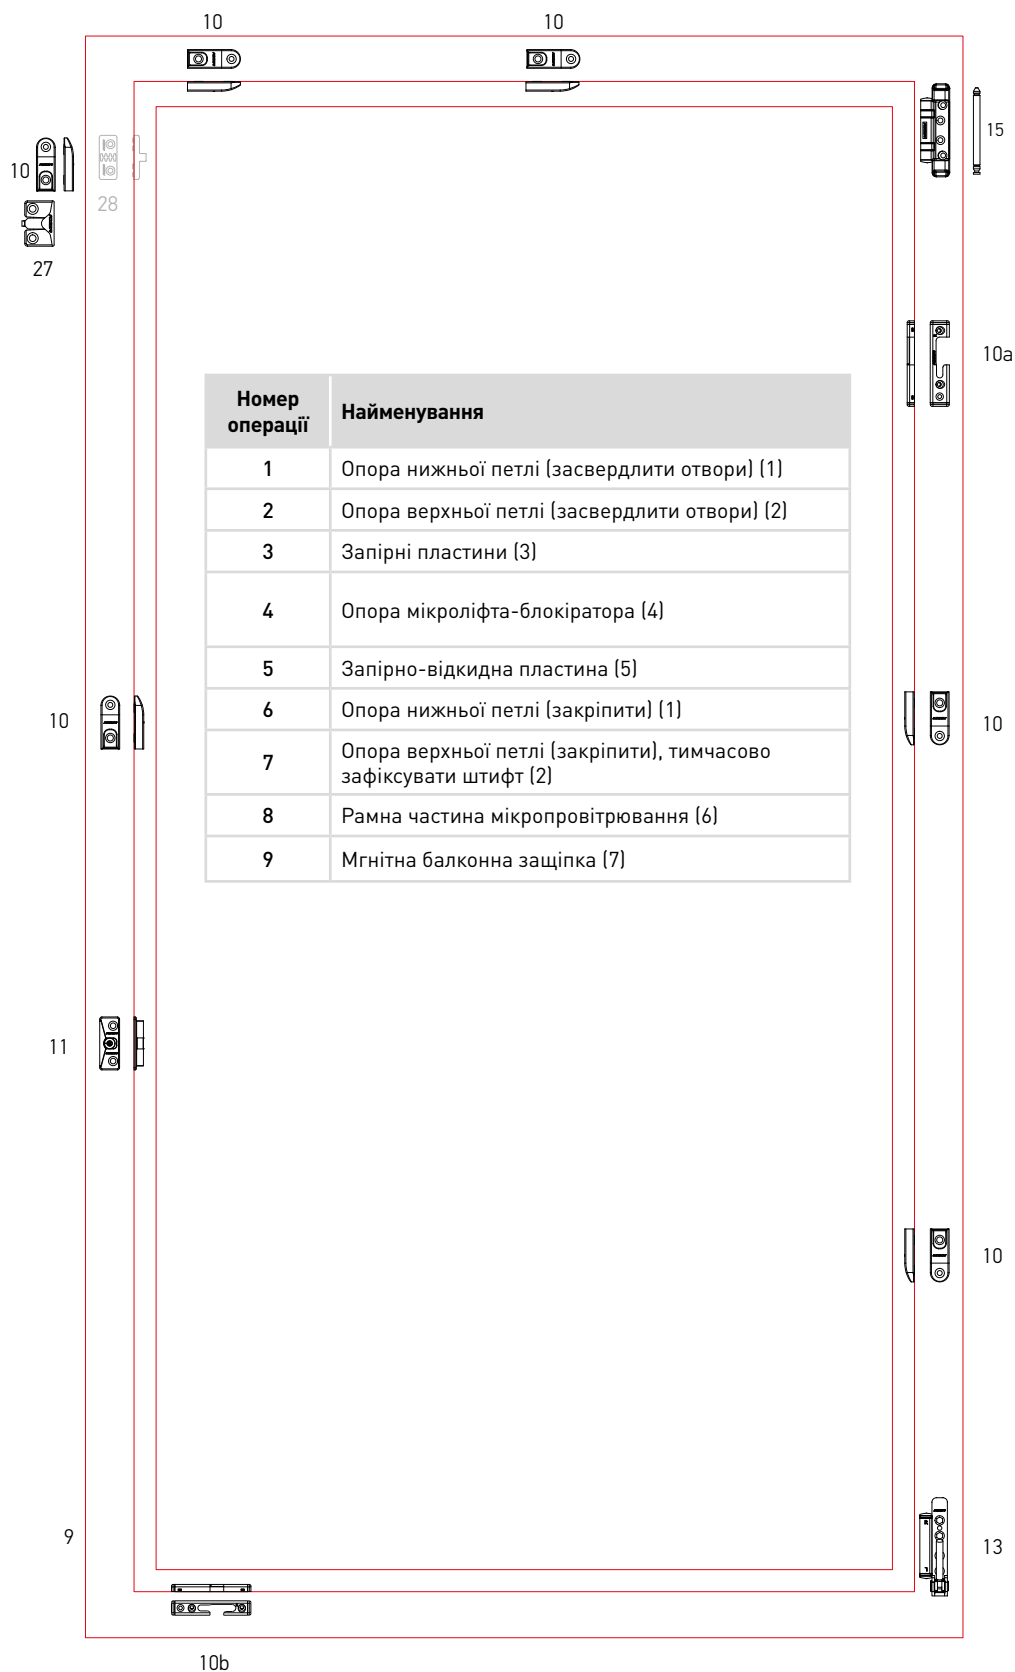 10
10
15
10
28
27
10a
Номер операції
Найменування
1
Опора нижньої петлі (засвердлити отвори) (1)
2
Опора верхньої петлі (засвердлити отвори) (2)
3
Запірні пластини (3)
4
Опора мікроліфта-блокіратора (4)
5
Запірно-відкидна пластина (5)
6
Опора нижньої петлі (закріпити) (1)
7
Опора верхньої петлі (закріпити), тимчасово
зафіксувати штифт (2)
8
Рамна частина мікропровітрювання (6)
9
Мгнітна балконна защіпка (7)
10
10
11
10
9
13
10b